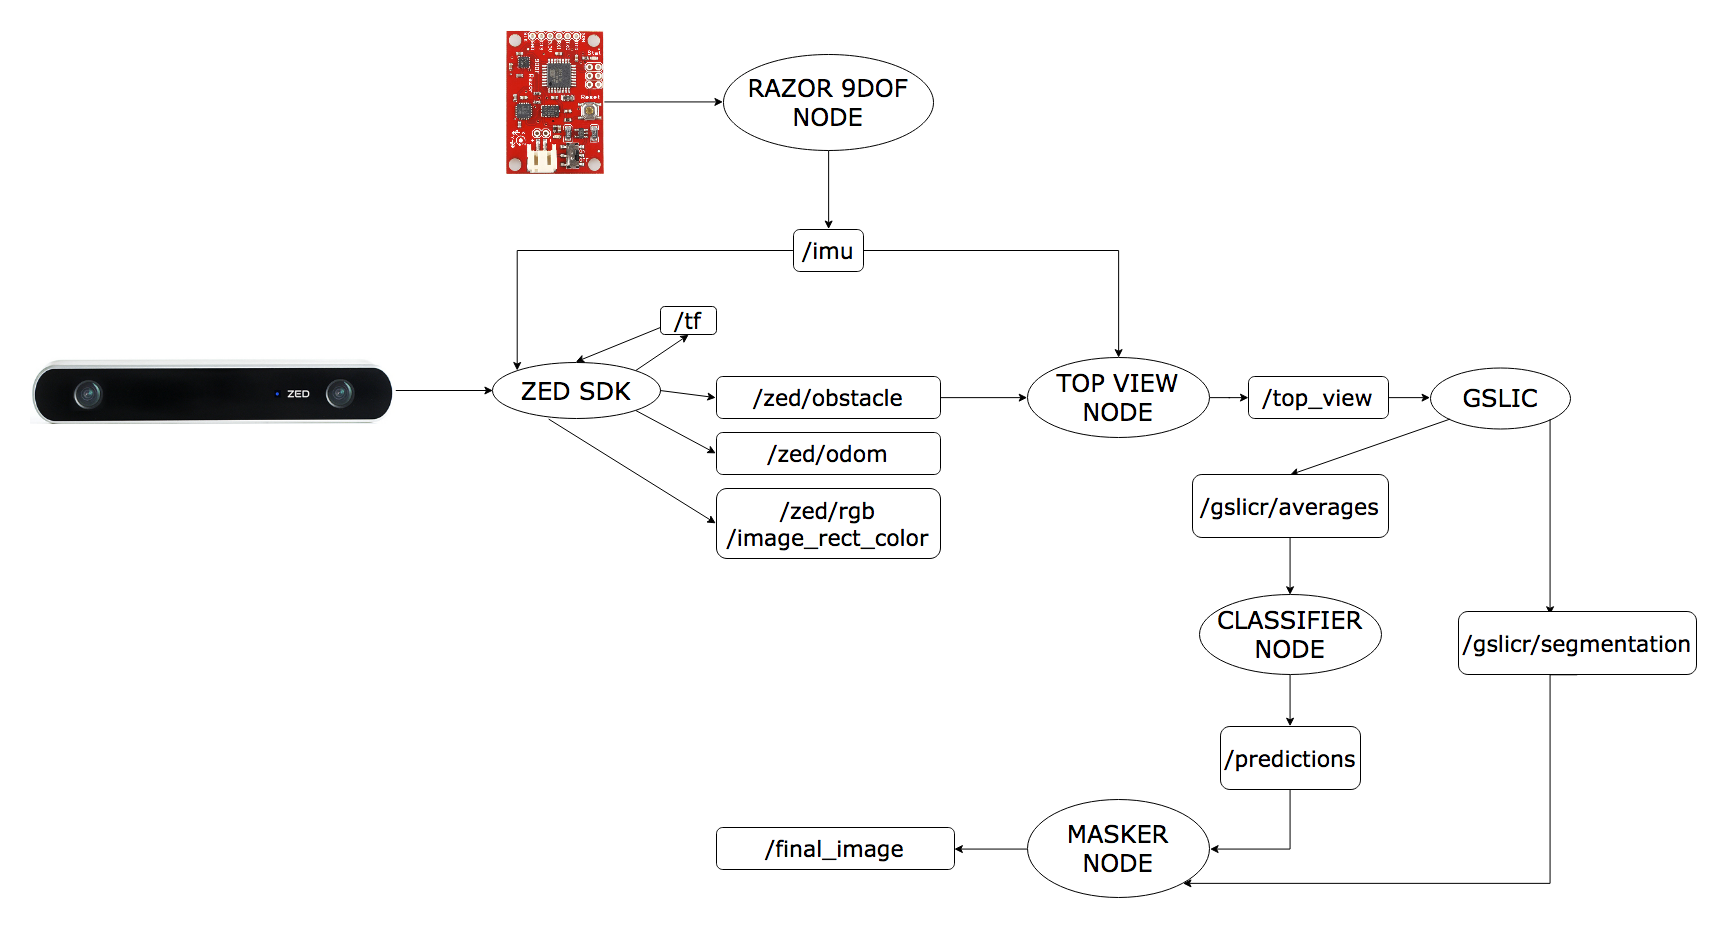 RAZOR 9DOF
NODE
Reset
/imu
/tf
ZED
ZED SDK
/zed/obstacle
/zed/odom
/zed/rgb
/image_rect_color
TOP VIEW
NODE
/top_view
GSLIC
/gslicr/averages
CLASSIFIER
NODE
/gslicr/segmentation
/predictions
MASKER
NODE
/final_image